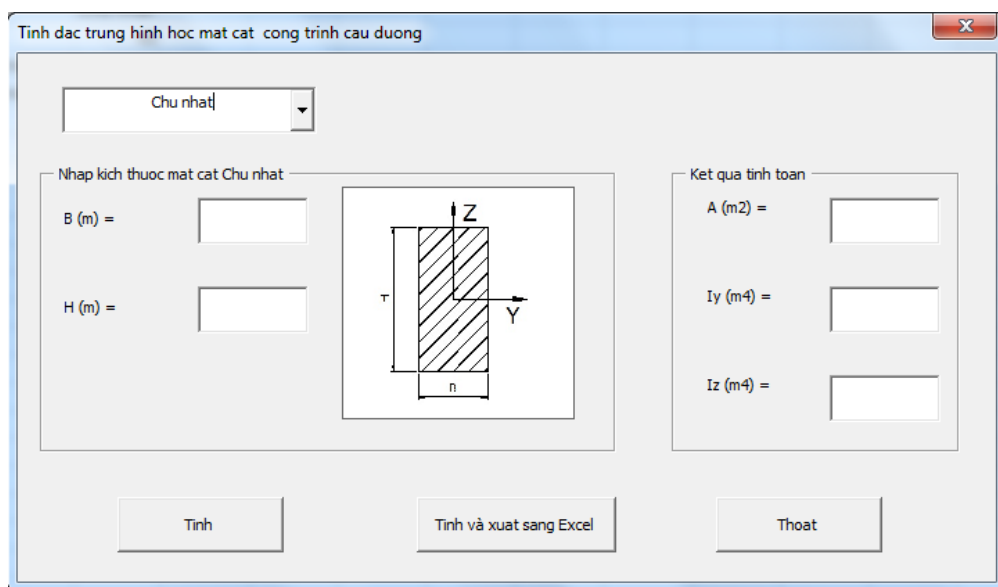 Tinh dac trung hinh hoc mat cat cong trinh cau duong
Chu nhat
Nhap kich thuoc mat cat Chu nhat
B (m) =
H (m) =
Z
Y
Ket qua tinh toan
A (m2) =
Iy (m4) =
Iz (m4) =
Tinh
Tinh và xuat sang Excel
Thoat